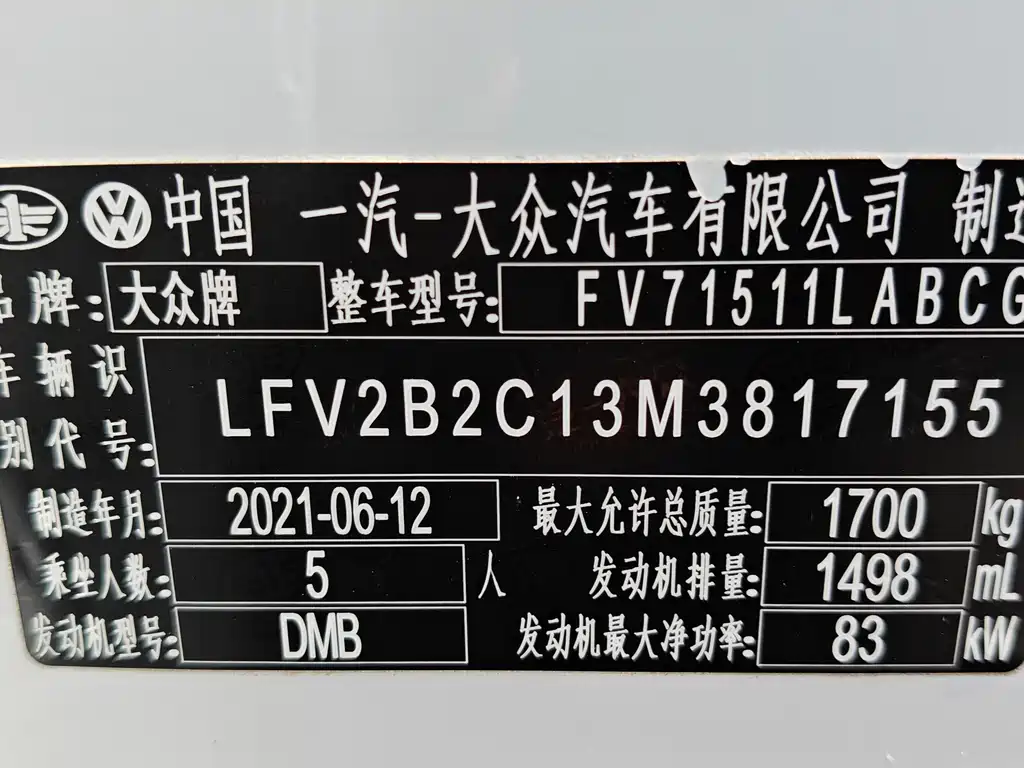 中国 一汽-大众汽车有限公司 制造
品牌: 大众牌 整车型号: FV71511LABCG
车辆识别代号: LFV2B2C13M3817155
制造年月: 2021-06-12 最大允许总质量: 1700 kg
乘坐人数: 5 人 发动机排量: 1498 mL
发动机型号: DMB 发动机最大净功率: 83 kW